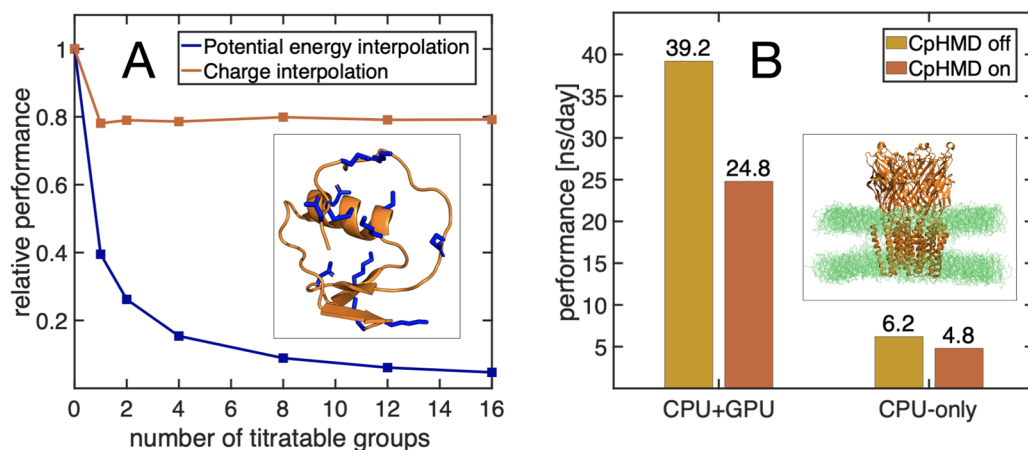 A
Potential energy interpolation
Charge interpolation
relative performance
1
0.8
0.6
0.4
0.2
0
2
4
6
8
10
12
14
16
number of titratable groups
B
CpHMD off
CpHMD on
performance [ns/day]
40
35
30
25
20
15
10
5
39.2
24.8
6.2
4.8
CPU+GPU
CPU-only